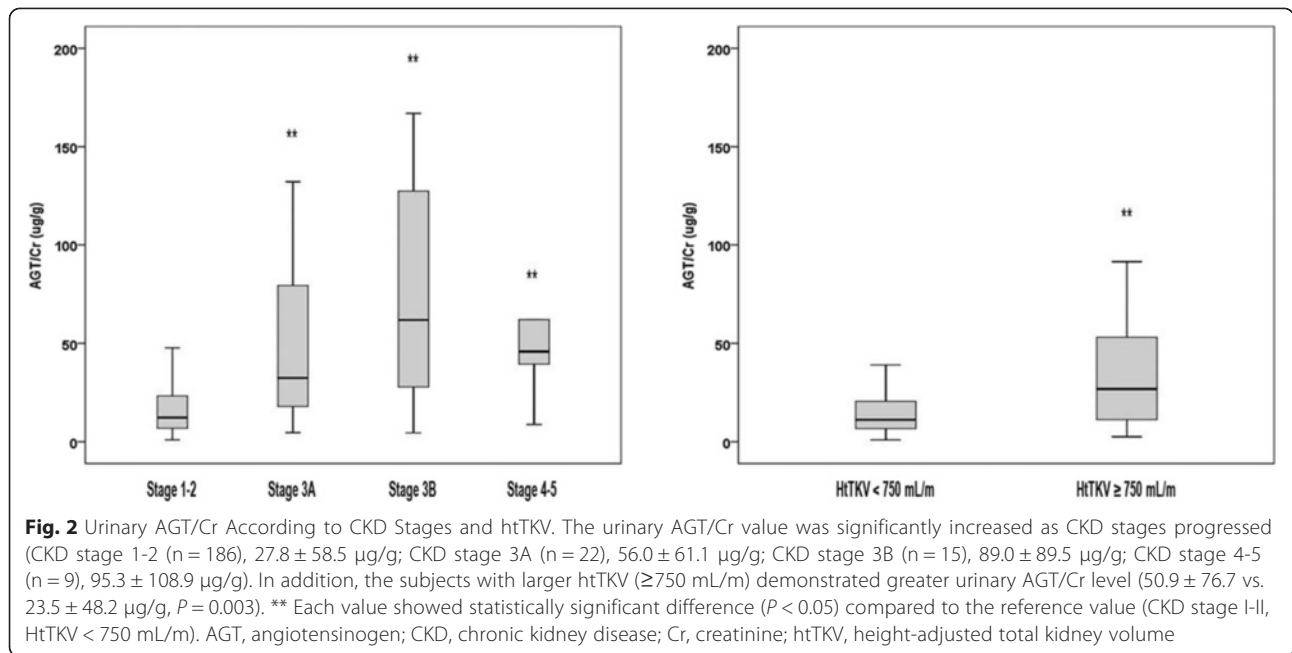 200
150
100
50
0
AGT/Cr (ug/g)
**
**
**
Stage 1-2
Stage 3A
Stage 3B
Stage 4-5
200
150
100
50
0
AGT/Cr (ug/g)
**
HtTKV < 750 mL/m
HtTKV ≥ 750 mL/m
Fig. 2 Urinary AGT/Cr According to CKD Stages and htTKV. The urinary AGT/Cr value was significantly increased as CKD stages progressed
(CKD stage 1-2 (n = 186), 27.8 ± 58.5 µg/g; CKD stage 3A (n = 22), 56.0 ± 61.1 µg/g; CKD stage 3B (n = 15), 89.0 ± 89.5 µg/g; CKD stage 4-5
(n = 9), 95.3 ± 108.9 µg/g). In addition, the subjects with larger htTKV (≥750 mL/m) demonstrated greater urinary AGT/Cr level (50.9 ± 76.7 vs.
23.5 ± 48.2 µg/g, P = 0.003). ** Each value showed statistically significant difference (P < 0.05) compared to the reference value (CKD stage I-II,
HtTKV < 750 mL/m). AGT, angiotensinogen; CKD, chronic kidney disease; Cr, creatinine; htTKV, height-adjusted total kidney volume